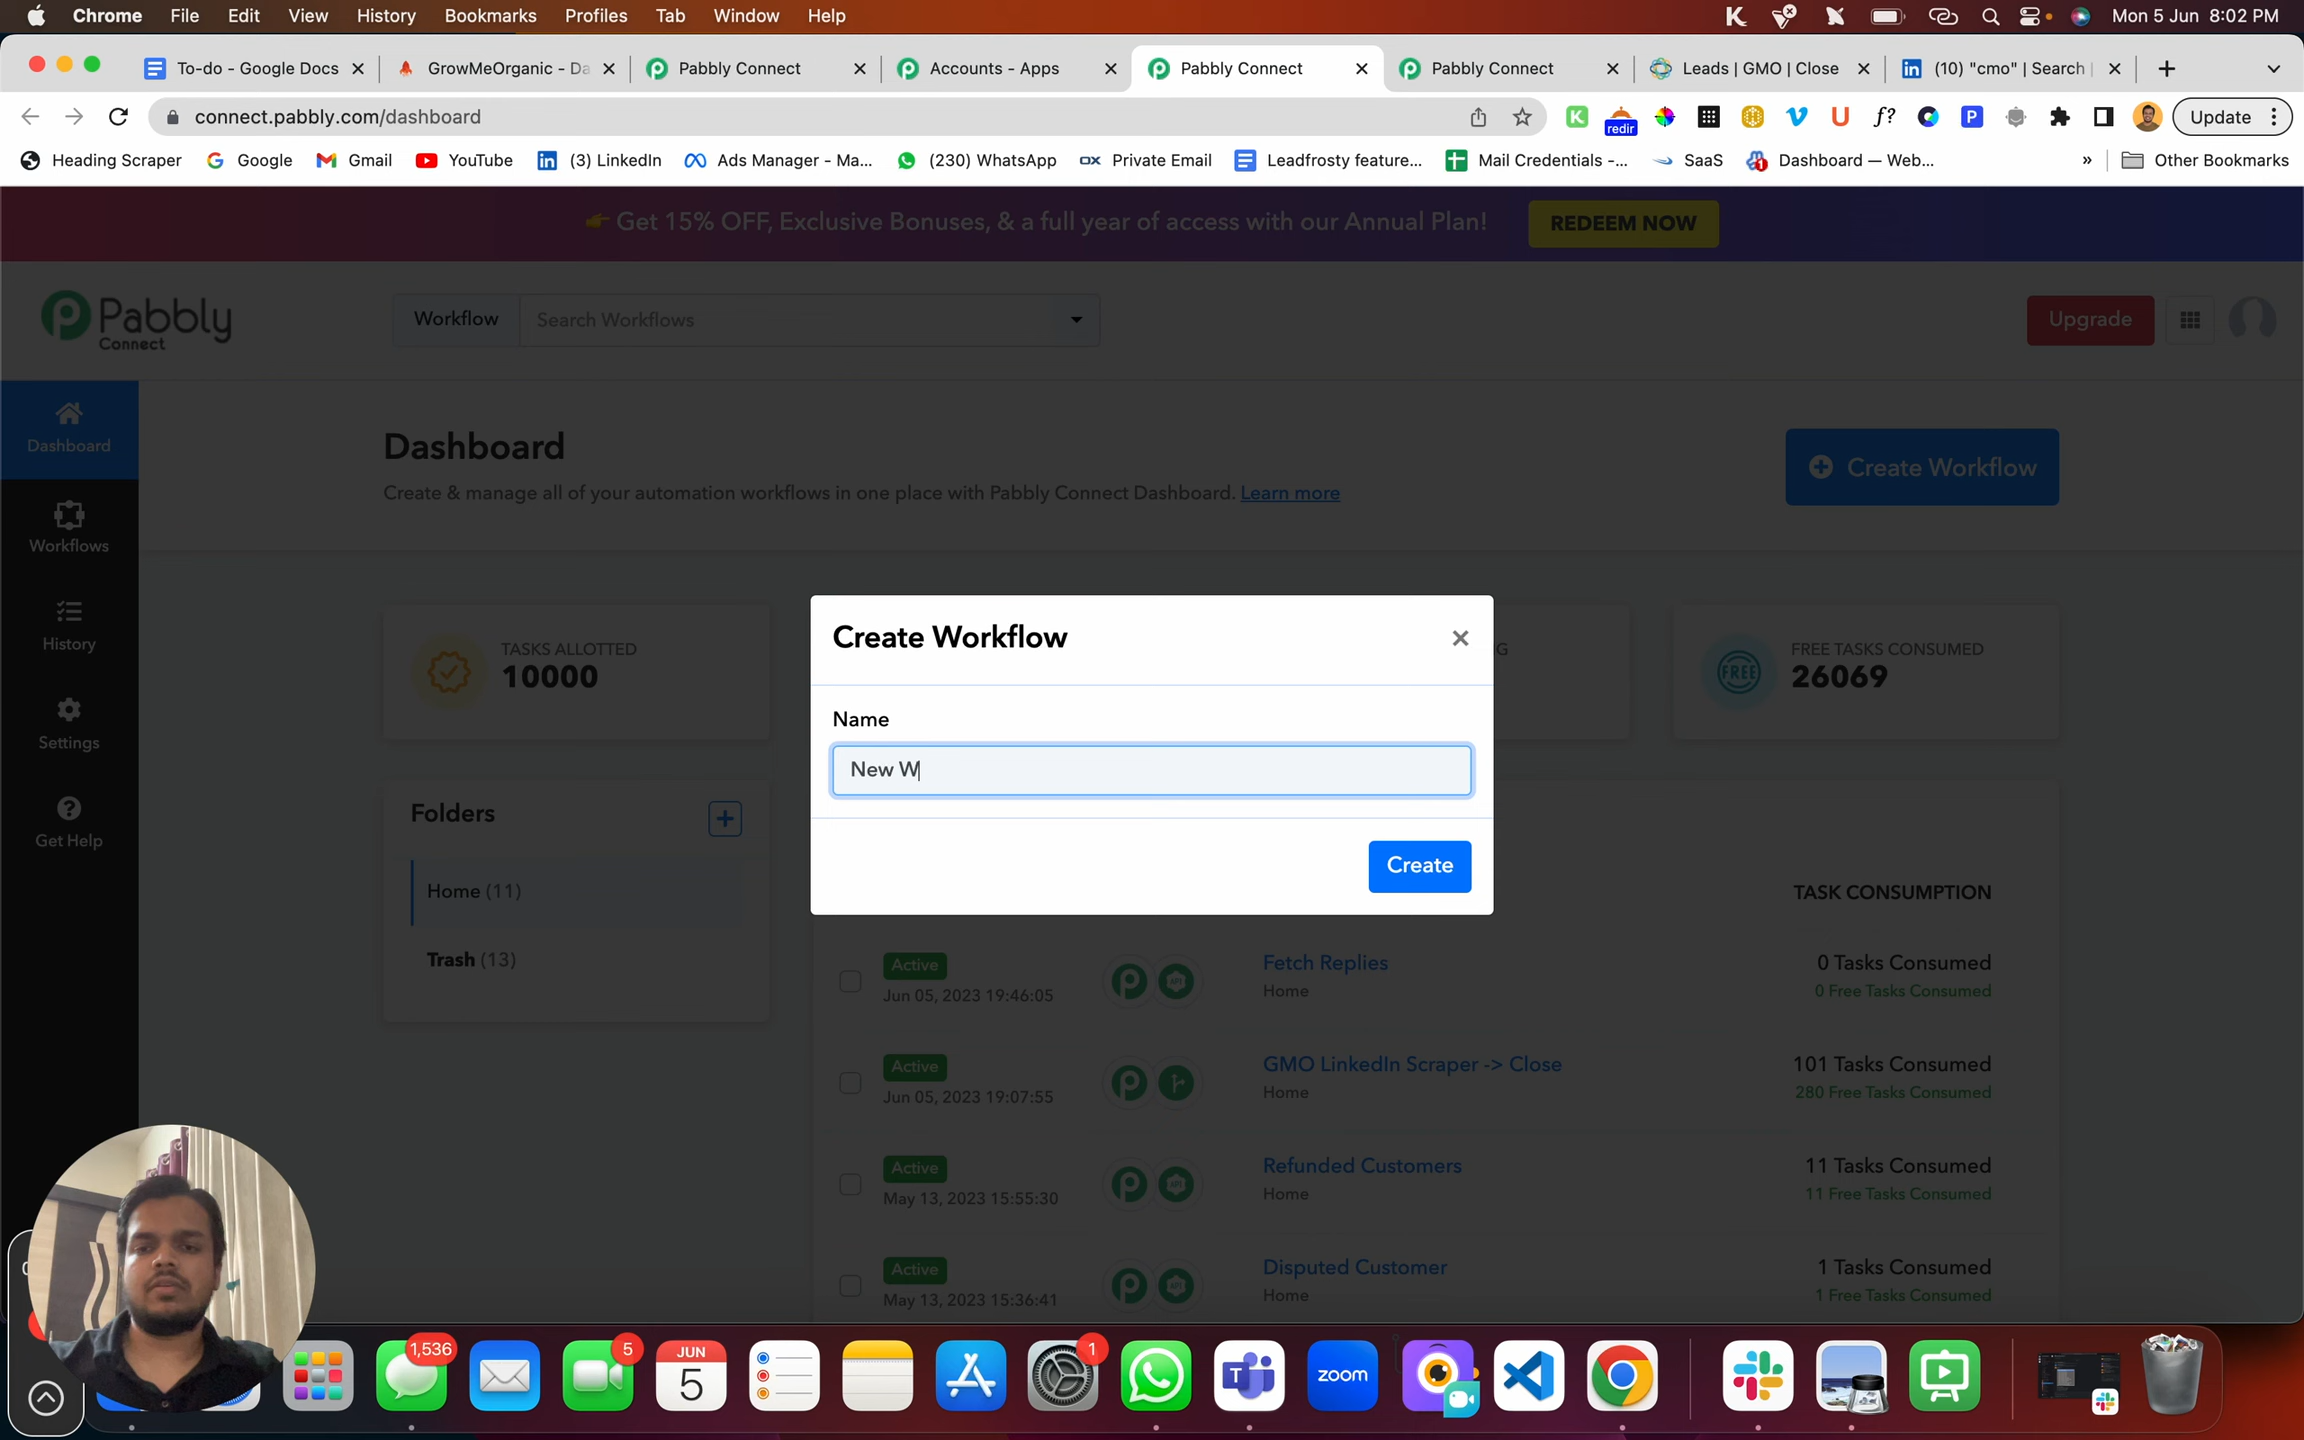 Chrome File Edit View History Bookmarks Profiles Tab Window Help Mon 5 Jun 8:02 PM
To-do - Google Docs GrowMeOrganic - Da Pabbly Connect Accounts - Apps Pabbly Connect Pabbly Connect Leads | GMO | Close (10) "cmo" | Search |
connect.pabbly.com/dashboard redir Update
Heading Scraper Google Gmail YouTube (3) LinkedIn Ads Manager - Ma... (230) WhatsApp Private Email Leadfrosty feature... Mail Credentials -... SaaS Dashboard — Web... » Other Bookmarks
Get 15% OFF, Exclusive Bonuses, & a full year of access with our Annual Plan! REDEEM NOW
Pabbly
Connect
Workflow Search Workflows Upgrade
Dashboard
Workflows
History
Settings
Get Help
Dashboard
Create & manage all of your automation workflows in one place with Pabbly Connect Dashboard. Learn more
Create Workflow
TASKS ALLOTTED
10000
G
FREE TASKS CONSUMED
26069
FREE
Create Workflow
Name
New W
Create
Folders
Home (11)
Trash (13)
TASK CONSUMPTION
Active Fetch Replies 0 Tasks Consumed
Jun 05, 2023 19:46:05 Home 0 Free Tasks Consumed
Active GMO LinkedIn Scraper -> Close 101 Tasks Consumed
Jun 05, 2023 19:07:55 Home 280 Free Tasks Consumed
Active Refunded Customers 11 Tasks Consumed
May 13, 2023 15:55:30 Home 11 Free Tasks Consumed
Active Disputed Customer 1 Tasks Consumed
May 13, 2023 15:36:41 Home 1 Free Tasks Consumed
1,536 5 JUN 5 1 zoom